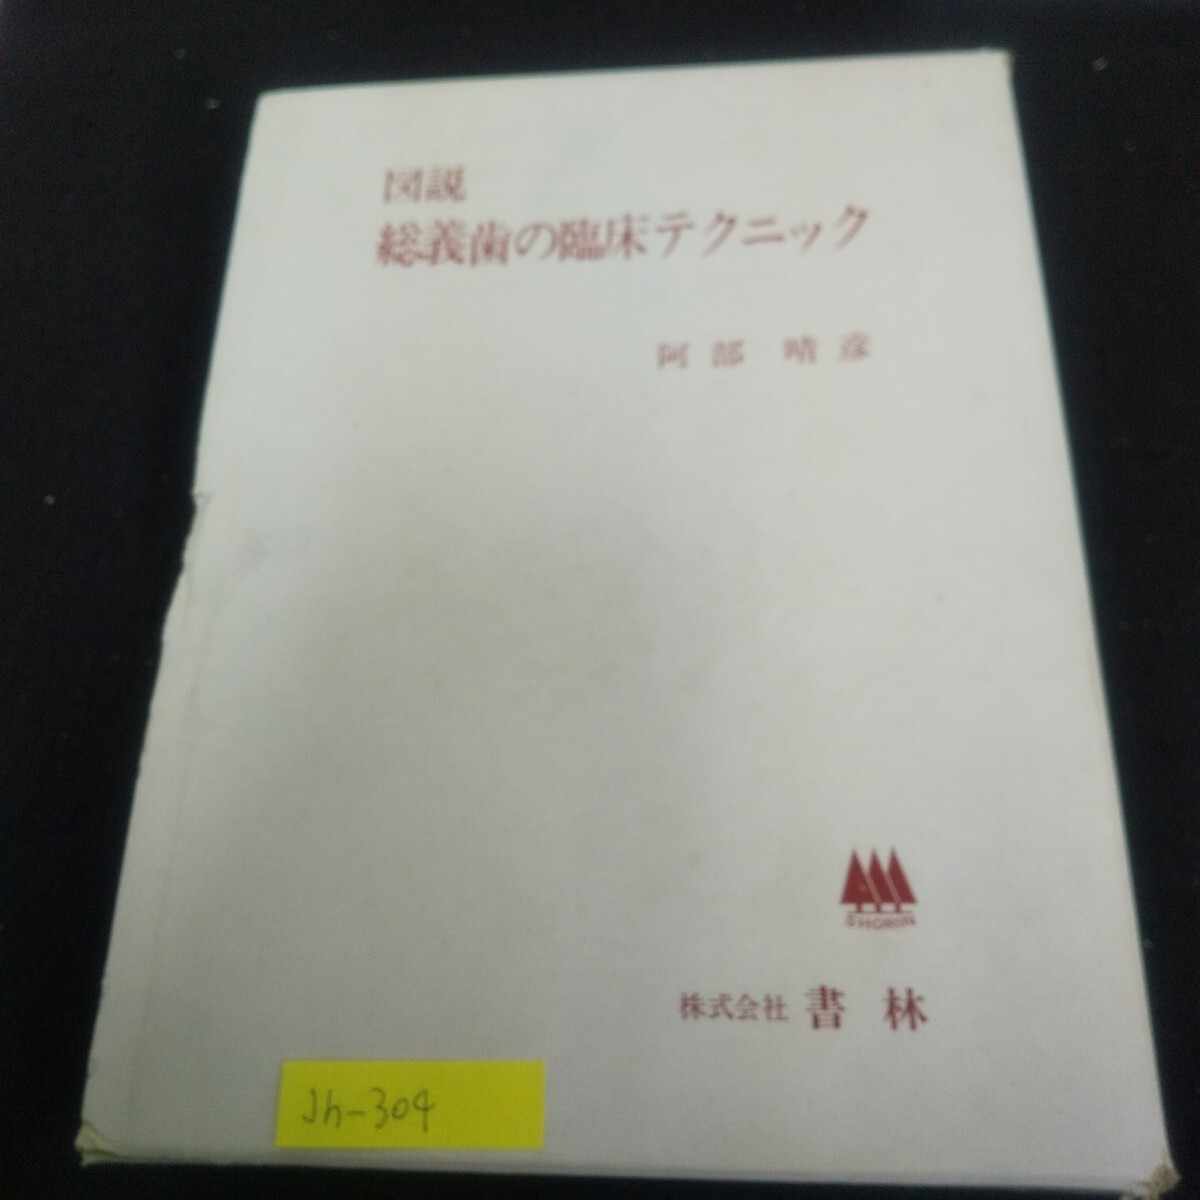 図説
総義歯の臨床テクニック
阿部 晴彦
SHORIN
株式会社 書林
Jh-304